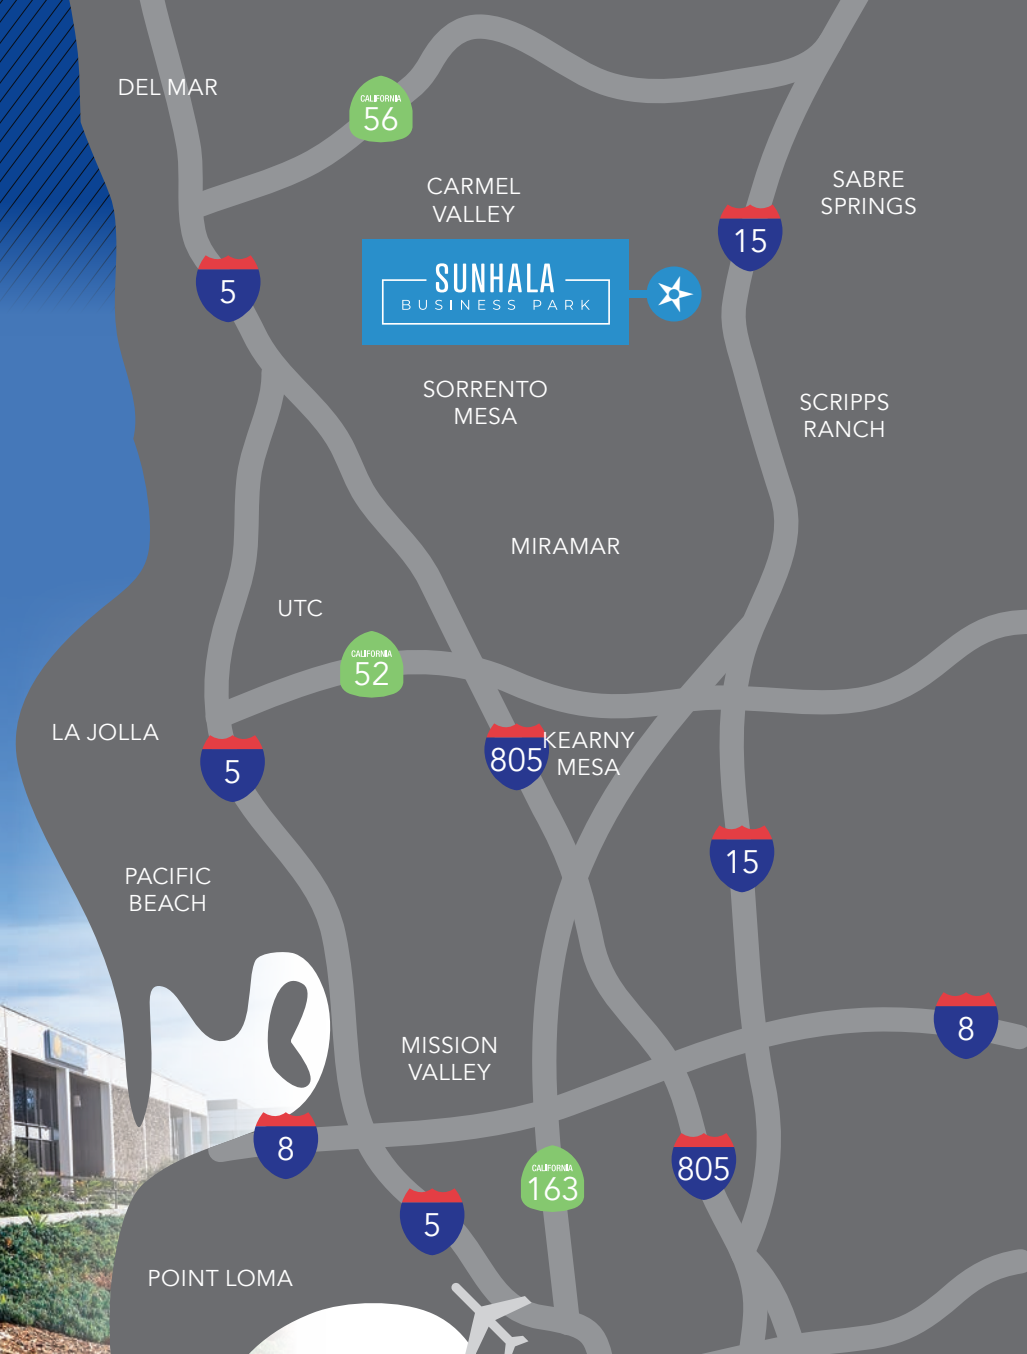 DEL MAR
CALIFORNIA
56
CARMEL
VALLEY
SABRE
SPRINGS
15
5
SUNHALA
BUSINESS PARK
SORRENTO
MESA
SCRIPPS
RANCH
MIRAMAR
UTC
CALIFORNIA
52
LA JOLLA
5
805
KEARNY
MESA
15
PACIFIC
BEACH
8
MISSION
VALLEY
8
805
CALIFORNIA
163
5
POINT LOMA